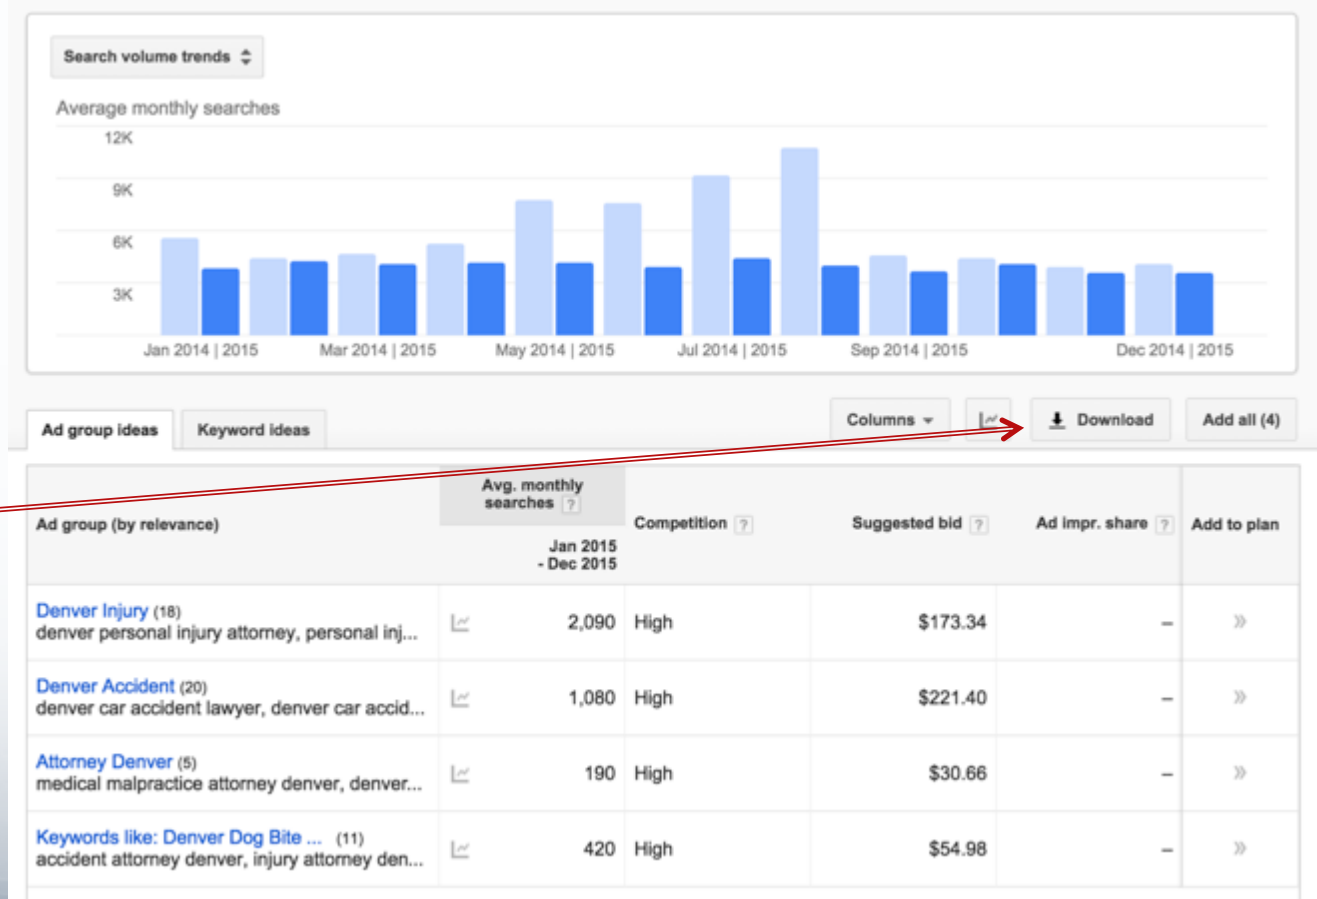 Search volume trends
Average monthly searches
12K
9K
6K
3K
Jan 2014 | 2015
Mar 2014 | 2015
May 2014 | 2015
Jul 2014 | 2015
Sep 2014 | 2015
Dec 2014 | 2015
Ad group ideas
Keyword ideas
Columns
Download
Add all (4)
Ad group (by relevance)
Avg. monthly
searches ?
Jan 2015
- Dec 2015
Competition ?
Suggested bid ?
Ad impr. share ?
Add to plan
Denver Injury (18)
denver personal injury attorney, personal inj...
2,090 High $173.34 – »
Denver Accident (20)
denver car accident lawyer, denver car accid...
1,080 High $221.40 – »
Attorney Denver (5)
medical malpractice attorney denver, denver...
190 High $30.66 – »
Keywords like: Denver Dog Bite ... (11)
accident attorney denver, injury attorney den...
420 High $54.98 – »